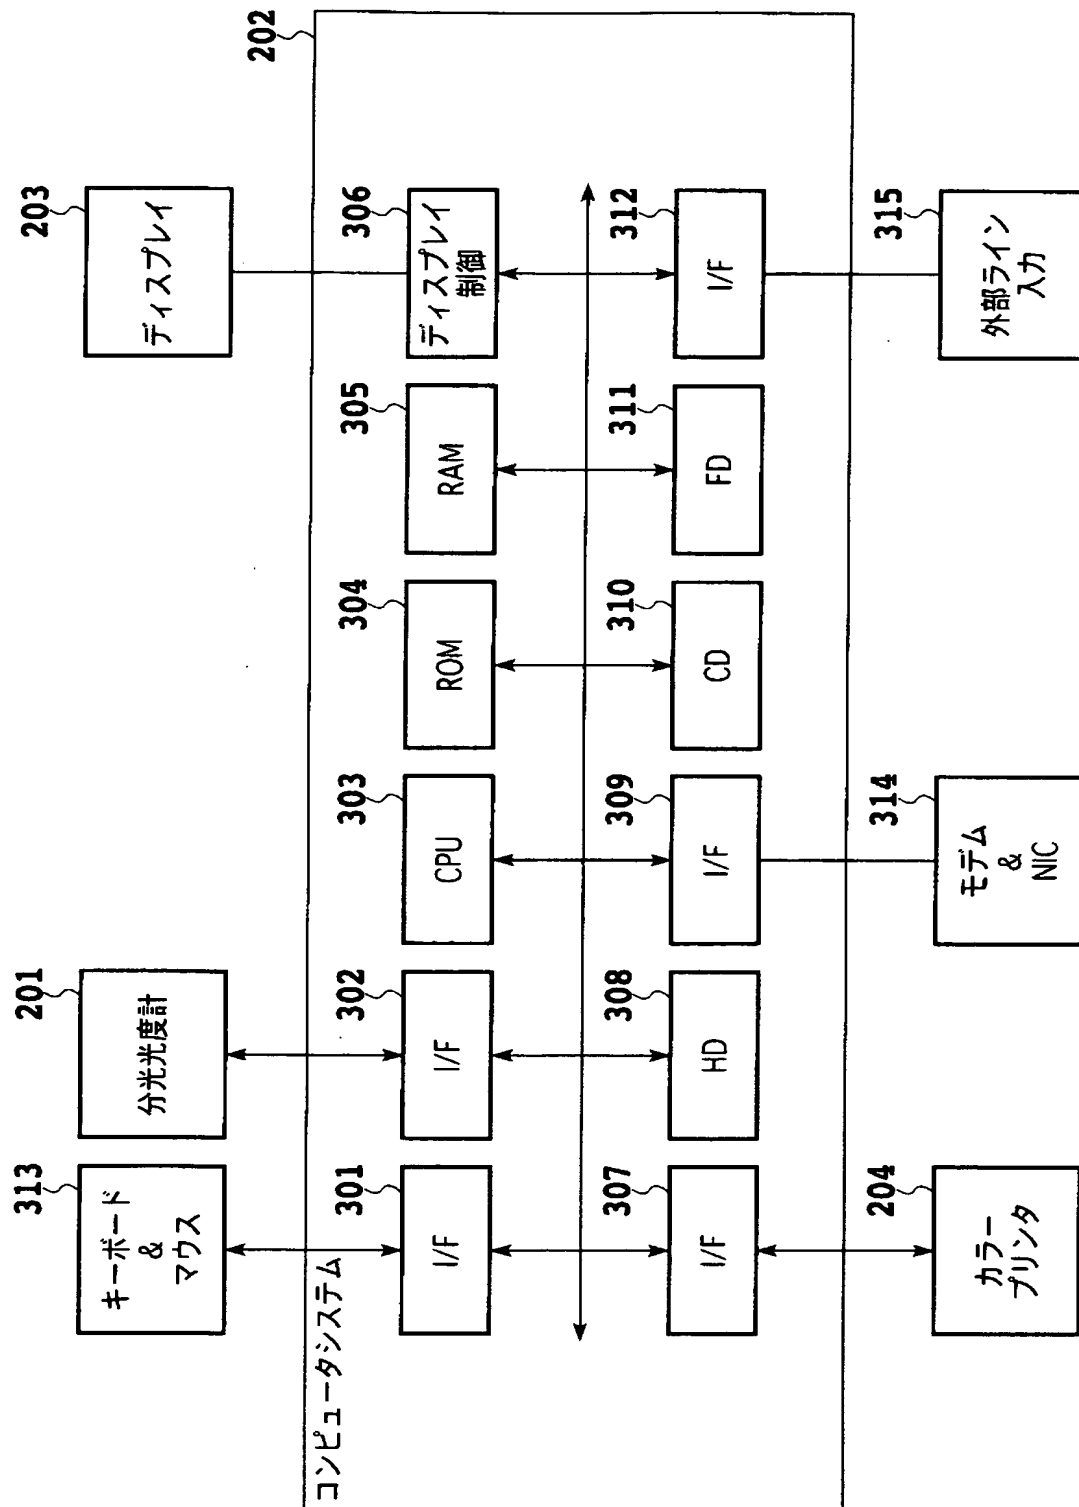 313
キーボード
&
マウス
201
分光光度計
203
ディスプレイ
202
コンピュータシステム
301
I/F
302
I/F
303
CPU
304
ROM
305
RAM
306
ディスプレイ
制御
307
I/F
308
HD
309
I/F
310
CD
311
FD
312
I/F
204
カラー
プリンタ
314
モデム
&
NIC
315
外部ライン
入力